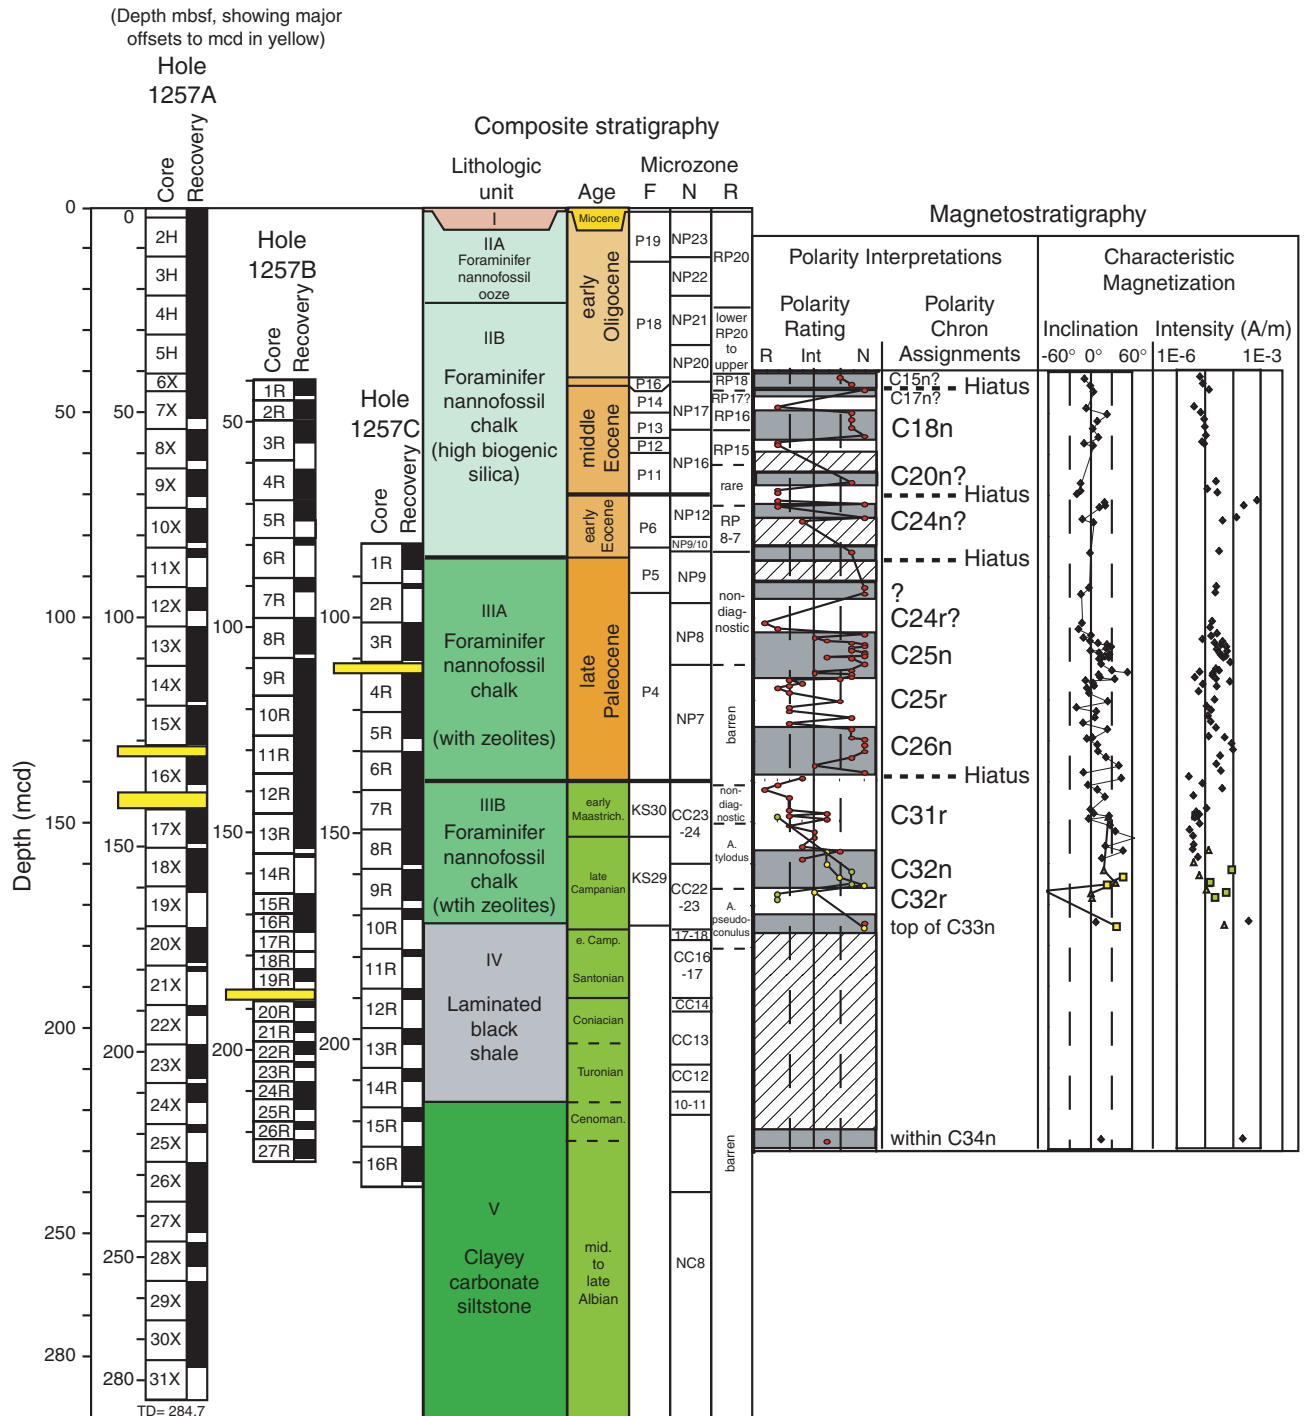 (Depth mbsf, showing major
offsets to mcd in yellow)
Hole
1257A
Core
Recovery
Hole
1257B
Core
Recovery
Hole
1257C
Core
Recovery
Composite stratigraphy
Lithologic
unit
Age
Microzone
F N R
Magnetostratigraphy
Polarity Interpretations
Polarity
Rating
R Int N
Polarity
Chron
Assignments
Characteristic
Magnetization
Inclination
-60° 0° 60°
Intensity (A/m)
1E-6 1E-3
Depth (mcd)
0
50
100
150
200
250
280
0
2H
3H
4H
5H
6X
50
7X
8X
9X
10X
11X
100
12X
13X
14X
15X
16X
17X
150
18X
19X
20X
21X
22X
200
23X
24X
25X
26X
27X
250
28X
29X
30X
280
31X
TD= 284.7
1R
2R
50
3R
4R
5R
6R
7R
100
8R
9R
10R
11R
12R
13R
150
14R
15R
16R
17R
18R
19R
20R
21R
22R
200
23R
24R
25R
26R
27R
1R
2R
100
3R
4R
5R
6R
7R
150
8R
9R
10R
11R
12R
13R
200
14R
15R
16R
I
IIA
Foraminifer
nannofossil
ooze
IIB
Foraminifer
nannofossil
chalk
(high biogenic
silica)
IIIA
Foraminifer
nannofossil
chalk
(with zeolites)
IIIB
Foraminifer
nannofossil
chalk
(wtih zeolites)
IV
Laminated
black
shale
V
Clayey
carbonate
siltstone
Miocene
early
Oligocene
middle
Eocene
early
Eocene
late
Paleocene
early
Maastrich.
late
Campanian
e. Camp.
Santonian
Coniacian
Turonian
Cenoman.
mid.
to
late
Albian
P19
P18
P16
P14
P13
P12
P11
P6
P5
P4
KS30
KS29
NP23
NP22
NP21
NP20
NP17
NP16
NP12
NP9/10
NP9
NP8
NP7
CC23
-24
CC22
-23
17-18
CC16
-17
CC14
CC13
CC12
10-11
NC8
RP20
lower
RP20
to
upper
RP18
RP17?
RP16
RP15
rare
RP
8-7
non-
diag-
nostic
barren
non-
diag-
nostic
A.
tylodus
A.
pseudo-
conulus
barren
C15n?
Hiatus
C17n?
C18n
C20n?
Hiatus
C24n?
Hiatus
?
C24r?
C25n
C25r
C26n
Hiatus
C31r
C32n
C32r
top of C33n
within C34n